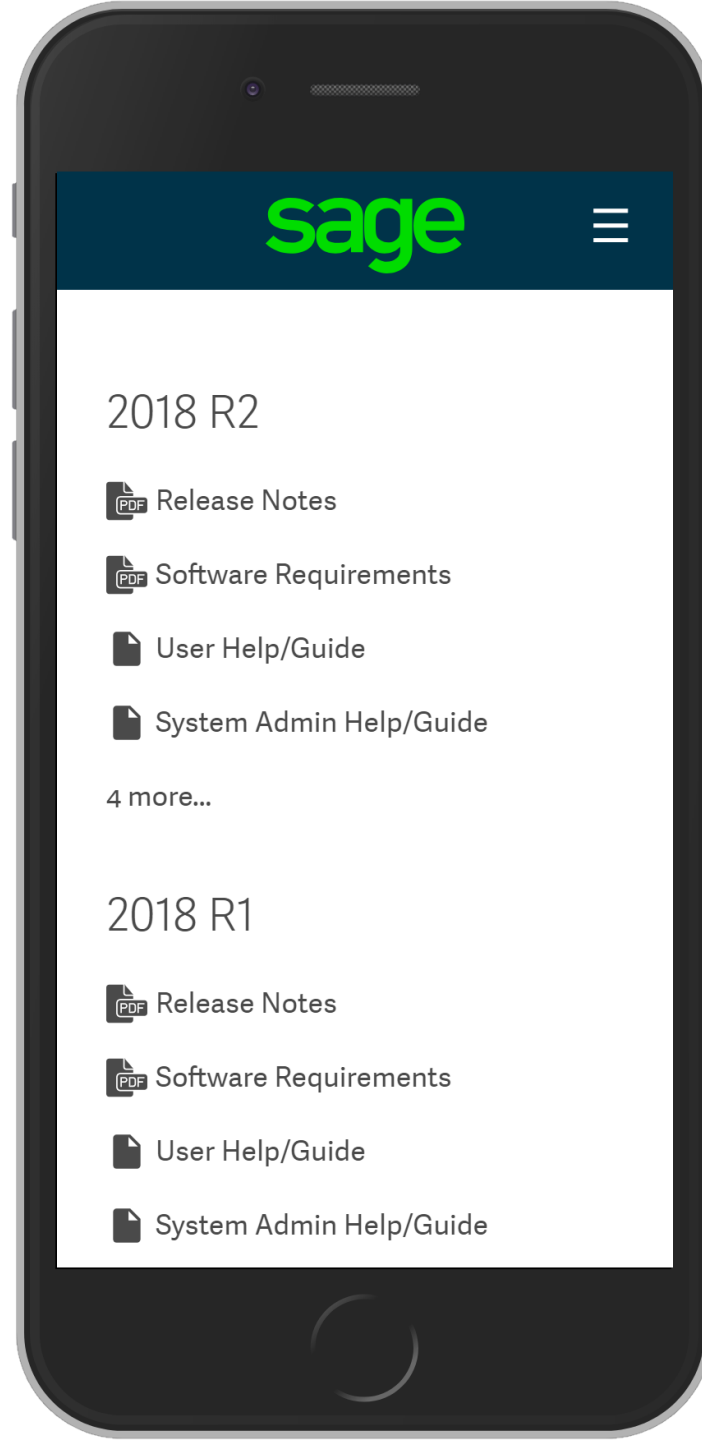 sage
2018 R2
PDF Release Notes
PDF Software Requirements
User Help/Guide
System Admin Help/Guide
4 more...
2018 R1
PDF Release Notes
PDF Software Requirements
User Help/Guide
System Admin Help/Guide